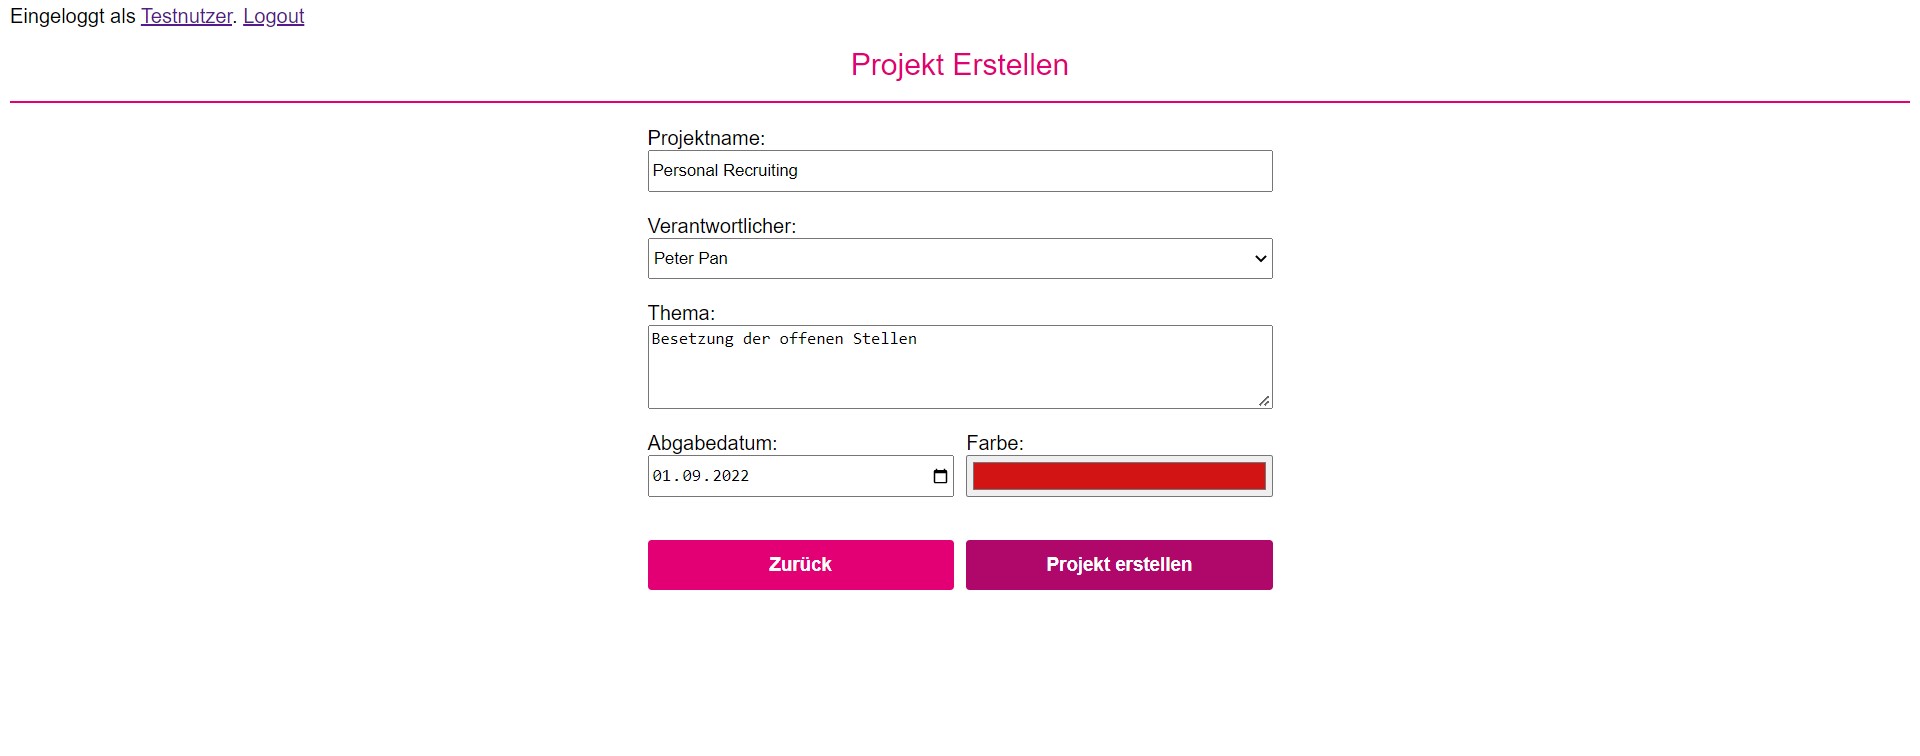 Eingeloggt als Testnutzer. Logout
Projekt Erstellen
Projektname:
Personal Recruiting
Verantwortlicher:
Peter Pan
Thema:
Besetzung der offenen Stellen
Abgabedatum: Farbe:
01.09.2022
Zurück Projekt erstellen